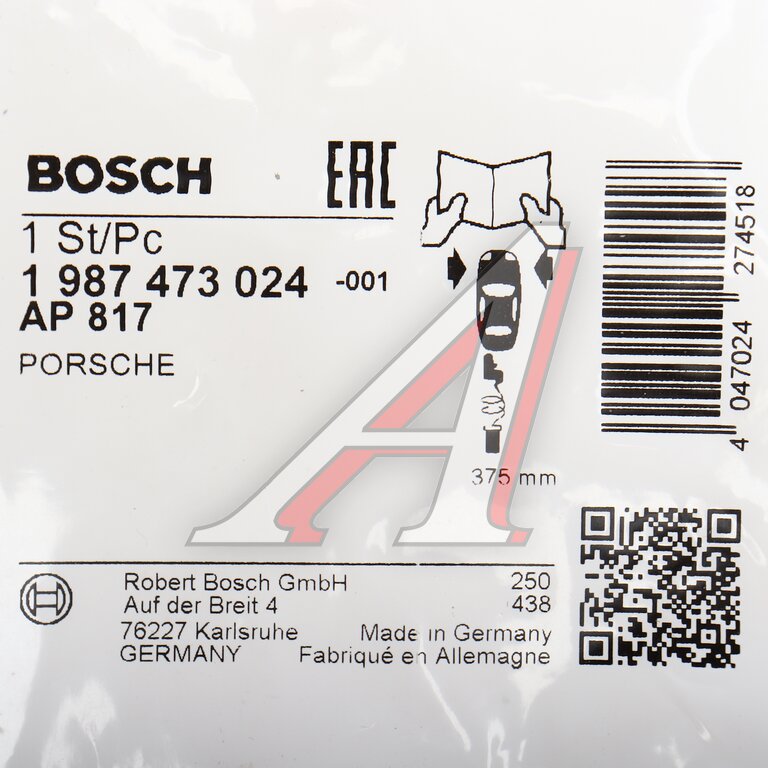 BOSCH
EAC
1 St/Pc
1 987 473 024 -001
AP 817
PORSCHE
375 mm
4 047024 274518
Robert Bosch GmbH 250
Auf der Breit 4 438
76227 Karlsruhe Made in Germany
GERMANY Fabriqué en Allemagne